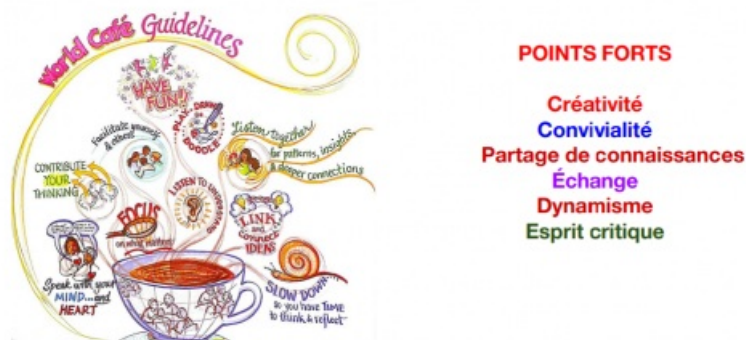 World Café Guidelines
HAVE
FUN!
PLAY-DRAW-
DOODLE
Facilitate yourself
& others
Listen together
for patterns, insights
& deeper connections
CONTRIBUTE
YOUR
THINKING
LISTEN TO UNDERSTAND
FOCUS
on what matters
LINK
and
CONNECT
IDEAS
Speak with your
MIND...and
HEART
SLOW DOWN
so you have TIME
to think & reflect
POINTS FORTS
Créativité
Convivialité
Partage de connaissances
Échange
Dynamisme
Esprit critique